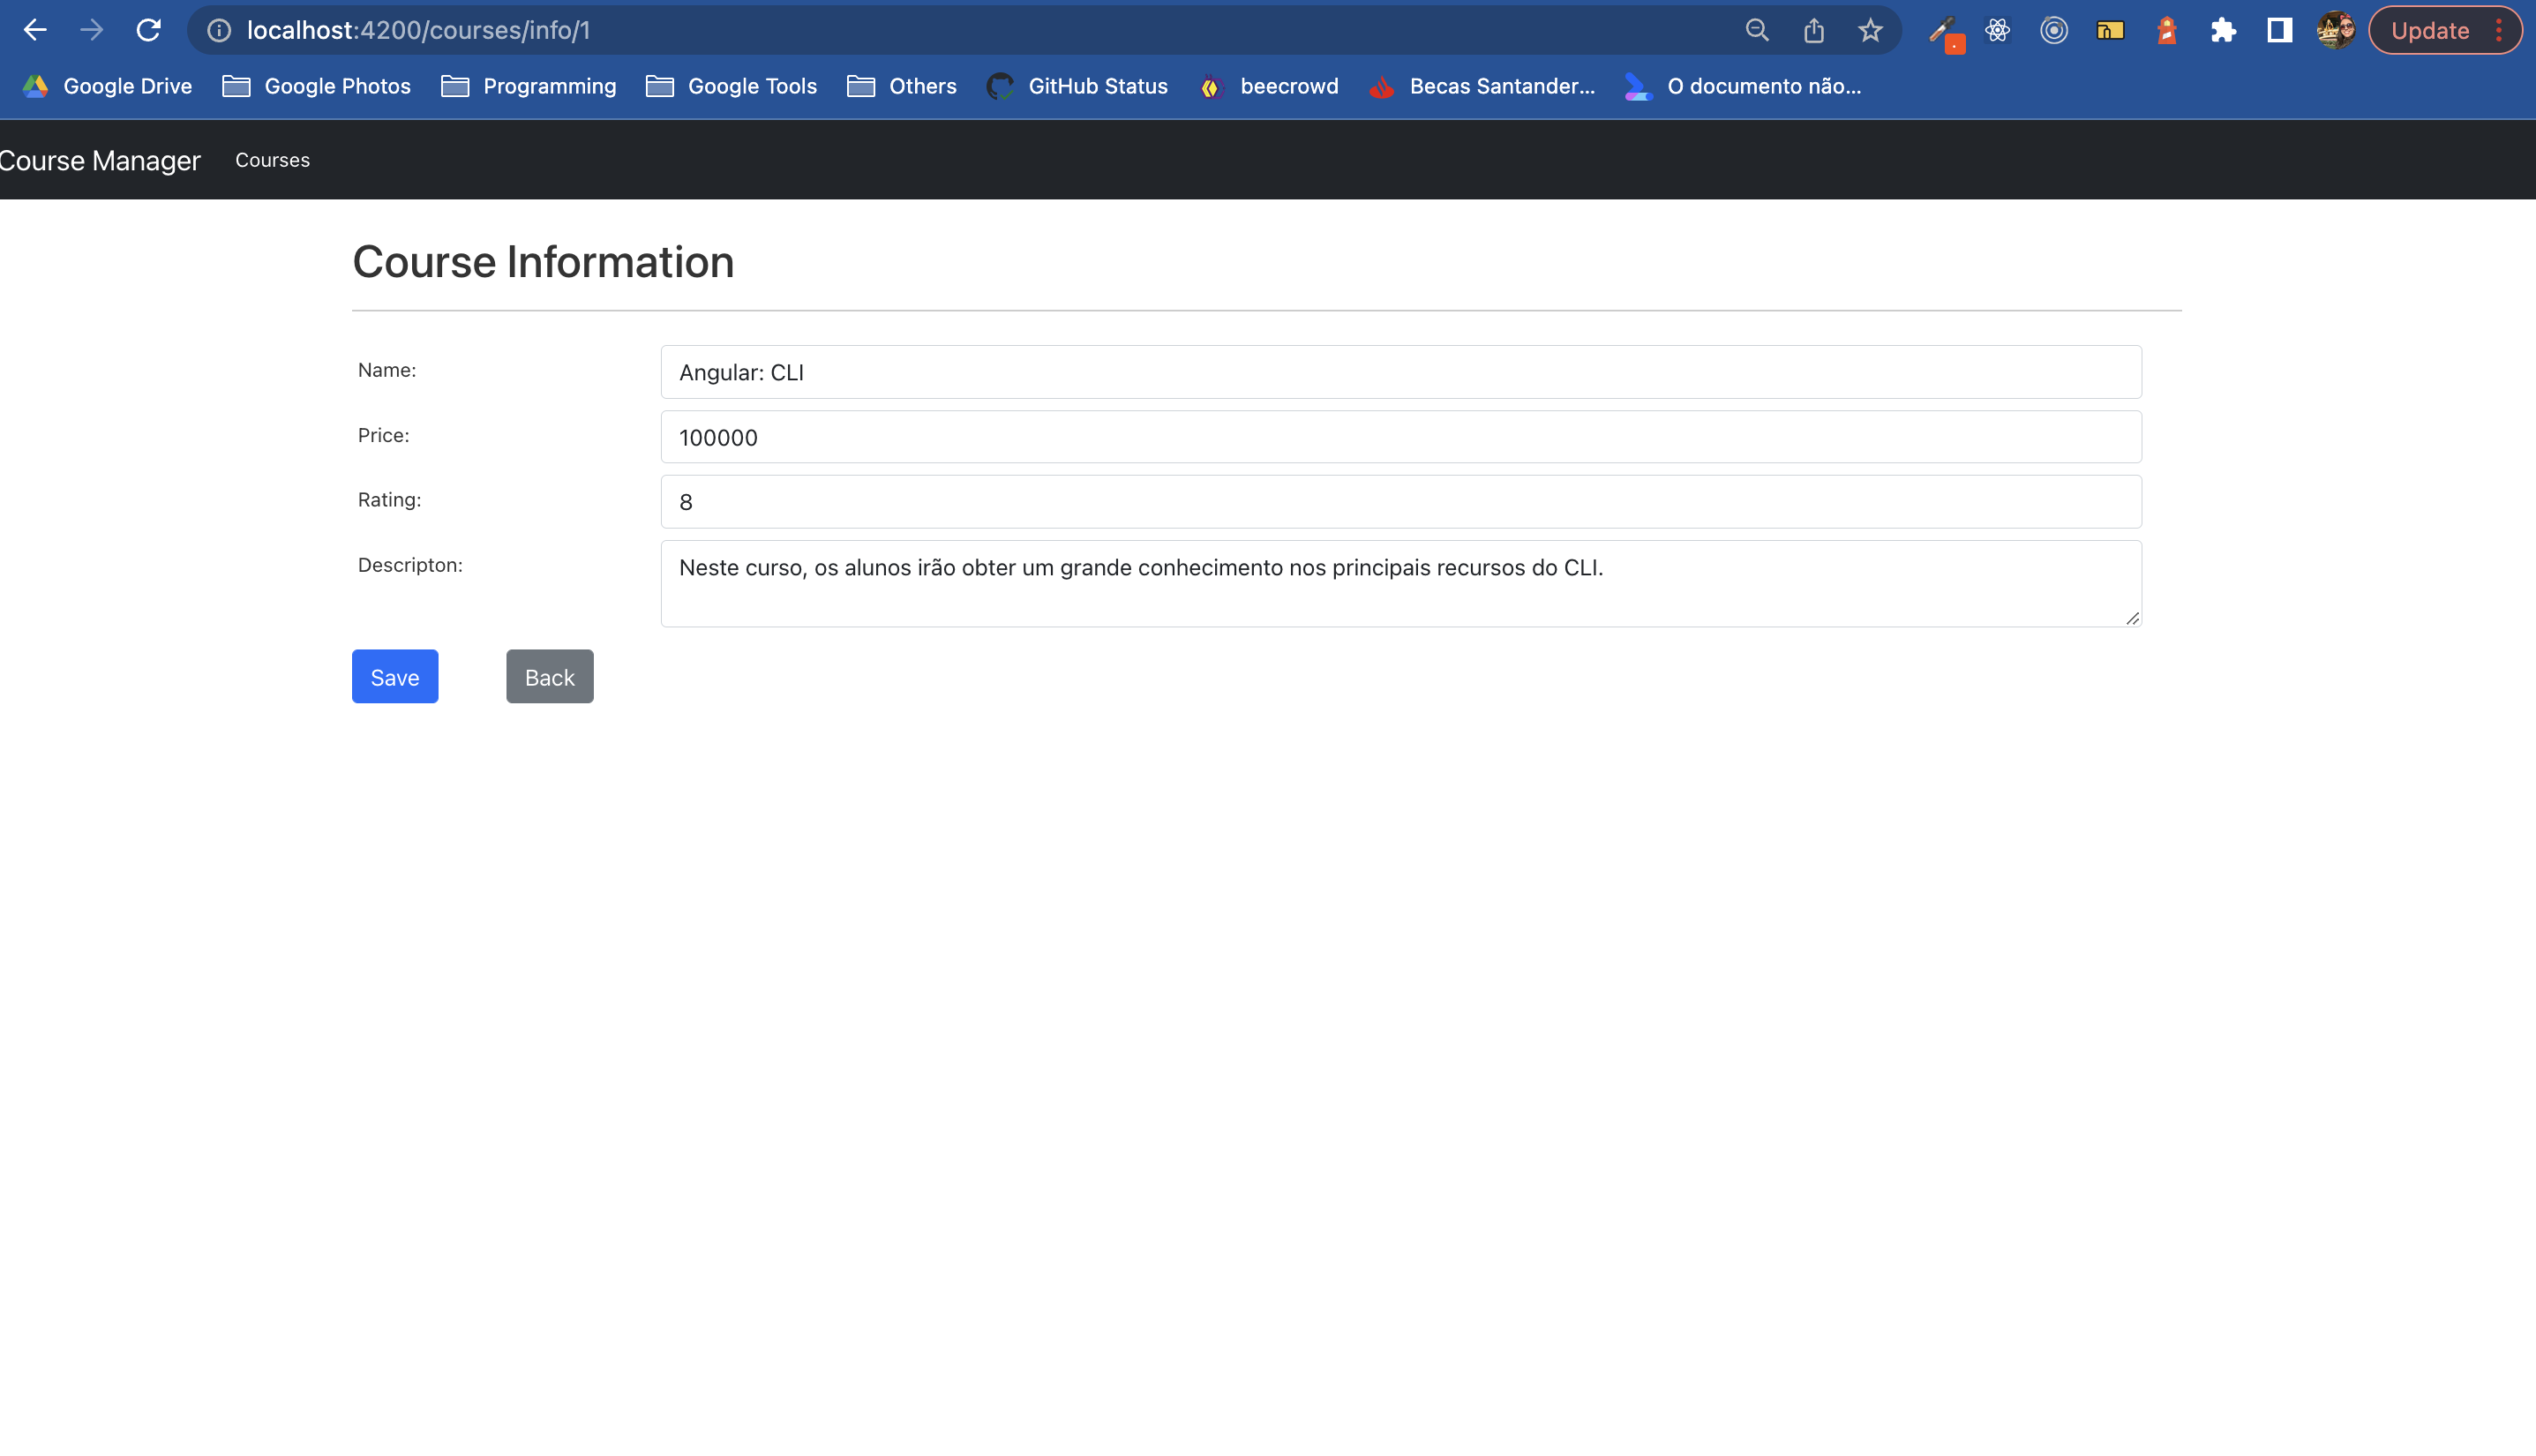 localhost:4200/courses/info/1
Update
Google Drive Google Photos Programming Google Tools Others GitHub Status beecrowd Becas Santander... O documento não...
Course Manager Courses
Course Information
Name: Angular: CLI
Price: 100000
Rating: 8
Descripton: Neste curso, os alunos irão obter um grande conhecimento nos principais recursos do CLI.
Save Back